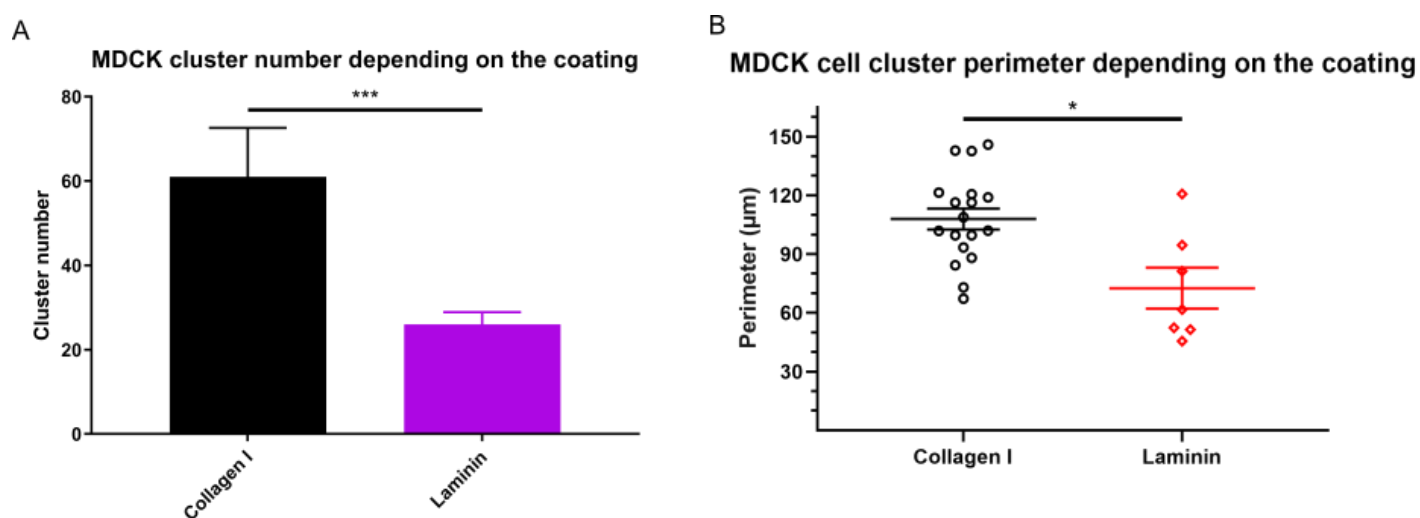 A
MDCK cluster number depending on the coating
***
80
60
40
20
0
Cluster number
Collagen I
Laminin
B
MDCK cell cluster perimeter depending on the coating
*
150
120
90
60
30
Perimeter (μm)
Collagen I
Laminin